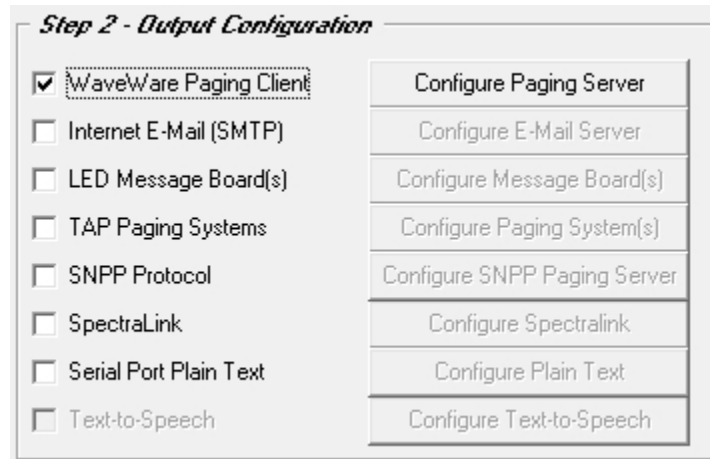 Step 2 - Output Configuration
WaveWare Paging Client Configure Paging Server
Internet E-Mail (SMTP) Configure E-Mail Server
LED Message Board(s) Configure Message Board(s)
TAP Paging Systems Configure Paging System(s)
SNPP Protocol Configure SNPP Paging Server
SpectraLink Configure Spectralink
Serial Port Plain Text Configure Plain Text
Text-to-Speech Configure Text-to-Speech